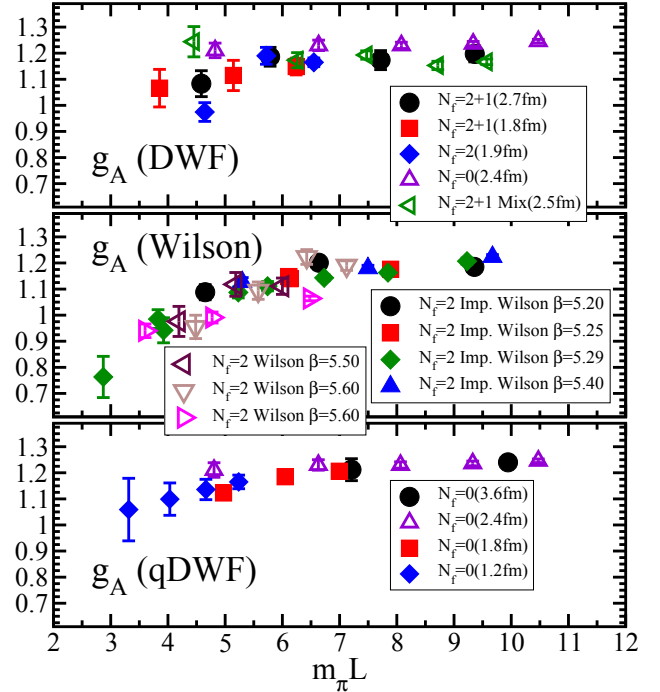 1.3
1.2
1.1
1
0.9
0.8
0.7
g_A (DWF)
N_f=2+1(2.7fm)
N_f=2+1(1.8fm)
N_f=2(1.9fm)
N_f=0(2.4fm)
N_f=2+1 Mix(2.5fm)
1.3
1.2
1.1
1
0.9
0.8
0.7
g_A (Wilson)
N_f=2 Imp. Wilson β=5.20
N_f=2 Imp. Wilson β=5.25
N_f=2 Imp. Wilson β=5.29
N_f=2 Imp. Wilson β=5.40
N_f=2 Wilson β=5.50
N_f=2 Wilson β=5.60
N_f=2 Wilson β=5.60
1.3
1.2
1.1
1
0.9
0.8
0.7
g_A (qDWF)
N_f=0(3.6fm)
N_f=0(2.4fm)
N_f=0(1.8fm)
N_f=0(1.2fm)
2 3 4 5 6 7 8 9 10 11 12
m_πL